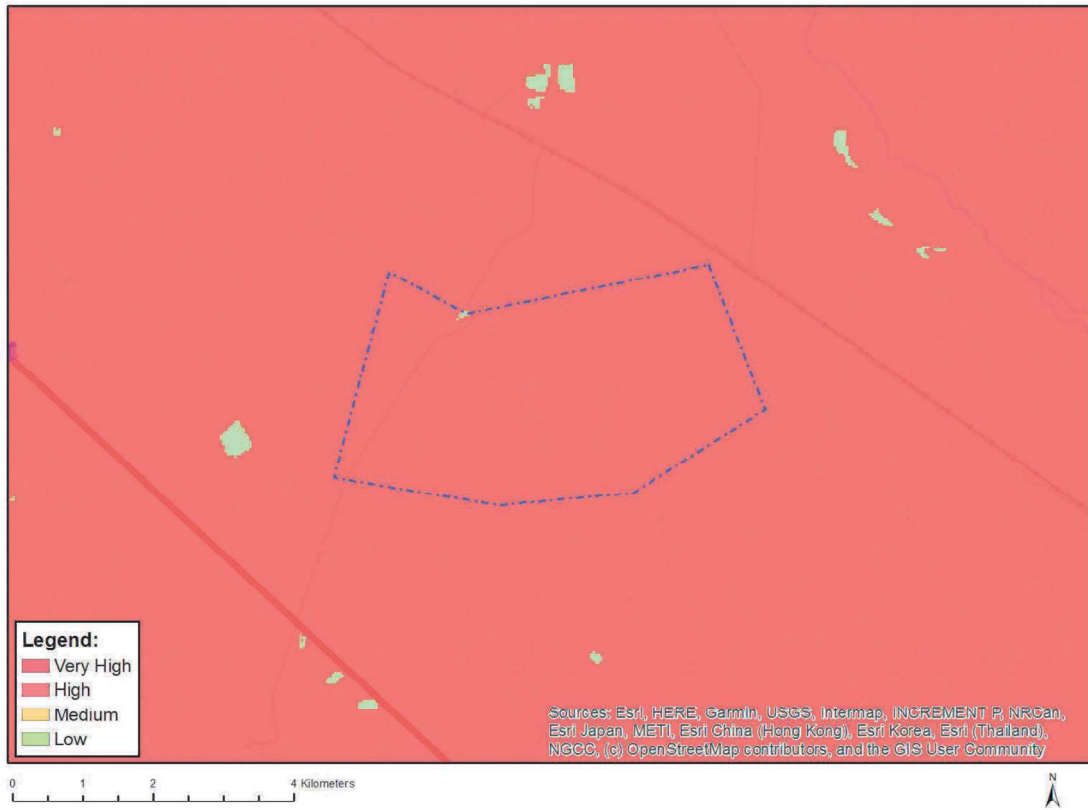 Legend:
Very High
High
Medium
Low
Sources: Esri, HERE, Garmin, USGS, Intermap, INCREMENT P, NRCan,
Esri Japan, METI, Esri China (Hong Kong), Esri Korea, Esri (Thailand),
NGCC, (c) OpenStreetMap contributors, and the GIS User Community
0 1 2 4 Kilometers
N